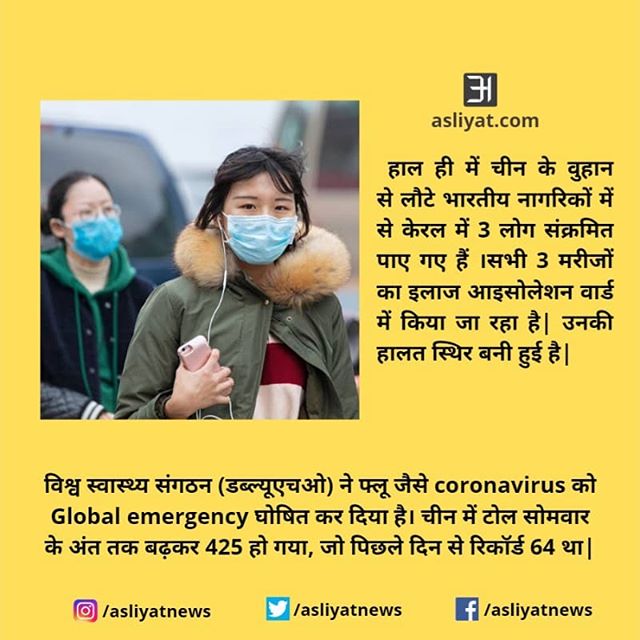 अ
asliyat.com
हाल ही में चीन के वुहान
से लौटे भारतीय नागरिकों में
से केरल में 3 लोग संक्रमित
पाए गए हैं ।सभी 3 मरीजों
का इलाज आइसोलेशन वार्ड
में किया जा रहा है| उनकी
हालत स्थिर बनी हुई है|
विश्व स्वास्थ्य संगठन (डब्ल्यूएचओ) ने फ्लू जैसे coronavirus को
Global emergency घोषित कर दिया है। चीन में टोल सोमवार
के अंत तक बढ़कर 425 हो गया, जो पिछले दिन से रिकॉर्ड 64 था|
/asliyatnews
/asliyatnews
/asliyatnews